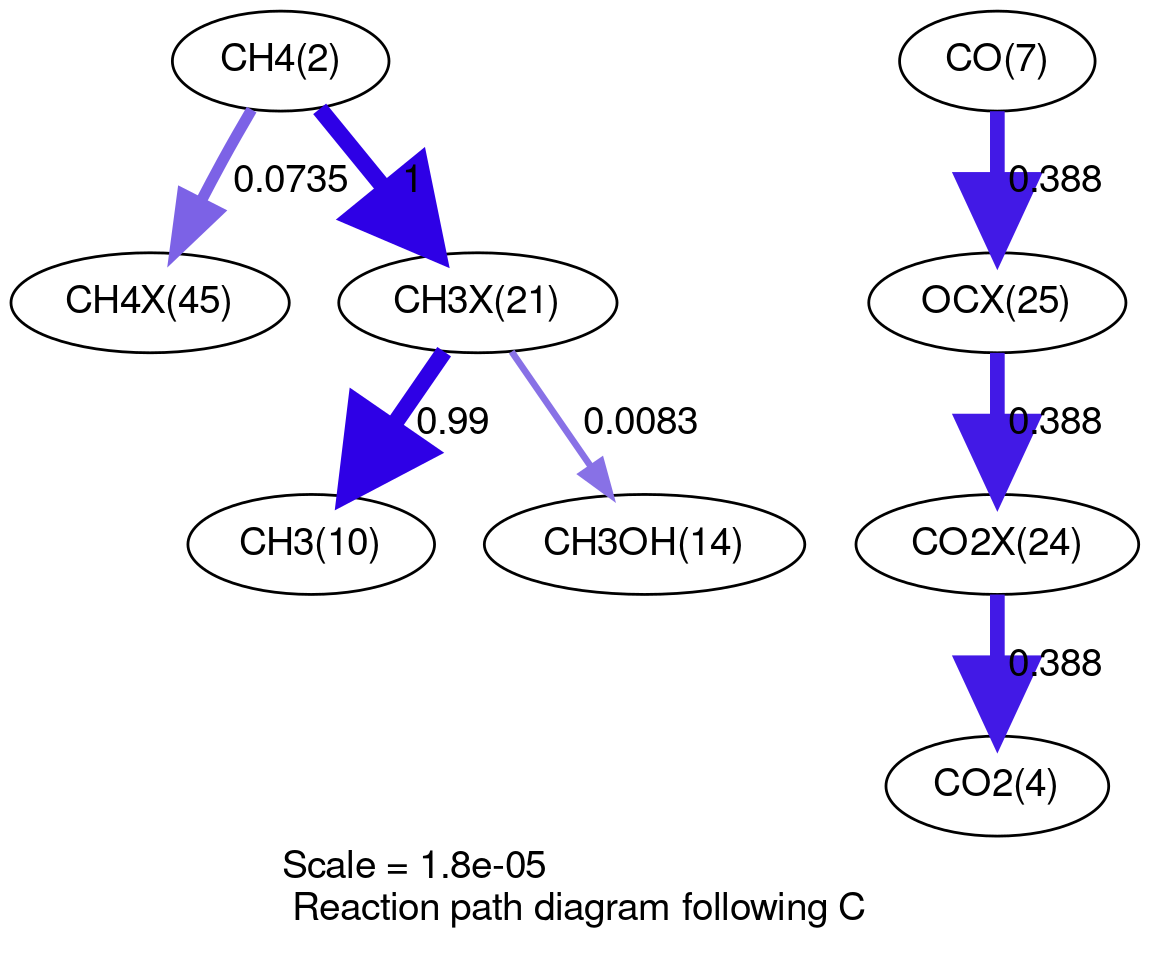 CH4(2)
CO(7)
0.0735
1
0.388
CH4X(45)
CH3X(21)
OCX(25)
0.99
0.0083
0.388
CH3(10)
CH3OH(14)
CO2X(24)
0.388
CO2(4)
Scale = 1.8e-05
Reaction path diagram following C